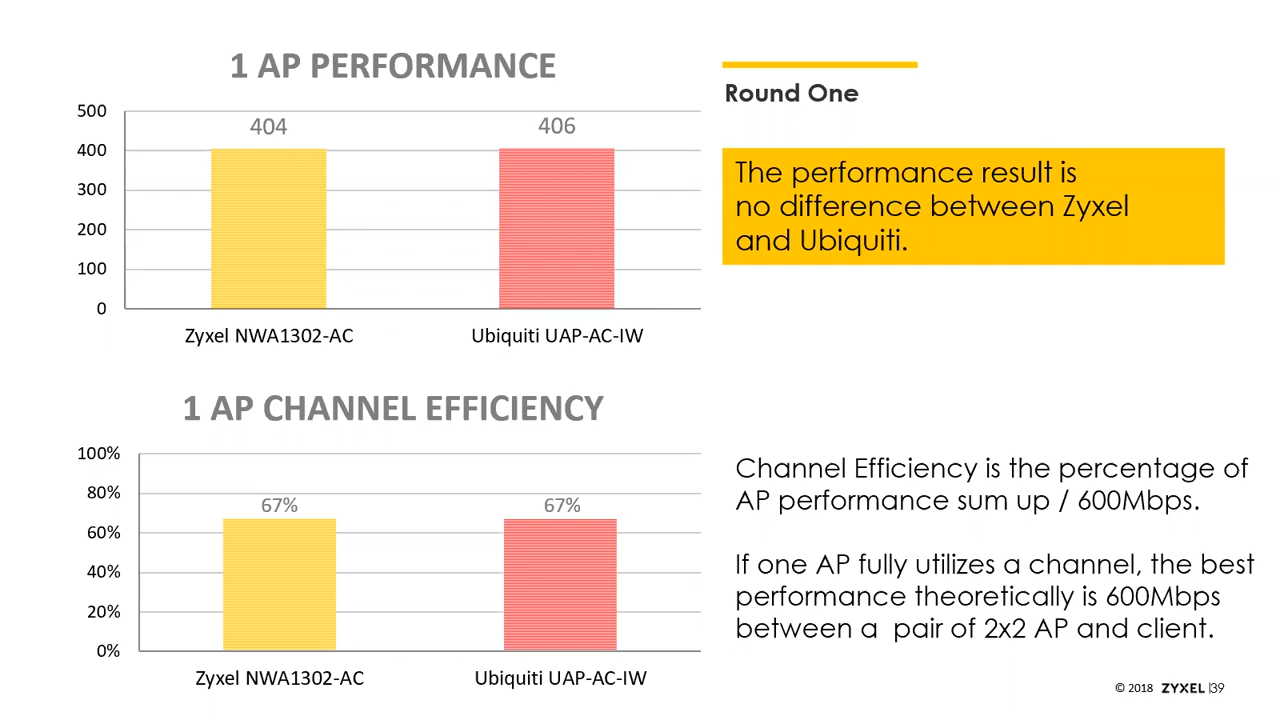 1 AP PERFORMANCE
500
400
300
200
100
0
404
406
Zyxel NWA1302-AC
Ubiquiti UAP-AC-IW
Round One
The performance result is
no difference between Zyxel
and Ubiquiti.
1 AP CHANNEL EFFICIENCY
100%
80%
60%
40%
20%
0%
67%
67%
Zyxel NWA1302-AC
Ubiquiti UAP-AC-IW
Channel Efficiency is the percentage of
AP performance sum up / 600Mbps.
If one AP fully utilizes a channel, the best
performance theoretically is 600Mbps
between a pair of 2x2 AP and client.
© 2018 ZYXEL |39